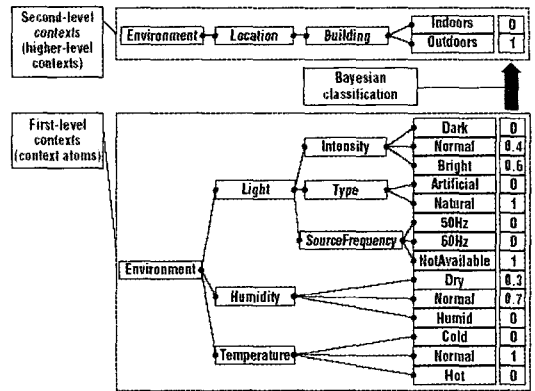 Second-level
contexts
(higher-level
contexts)
Environment
Location
Building
Indoors 0
Outdoors 1
Bayesian
classification
First-level
contexts
(context atoms)
Environment
Light
Intensity
Dark 0
Normal 0.4
Bright 0.6
Type
Artificial 0
Natural 1
SourceFrequency
50Hz 0
60Hz 0
NotAvailable 1
Humidity
Dry 0.3
Normal 0.7
Humid 0
Temperature
Cold 0
Normal 1
Hot 0